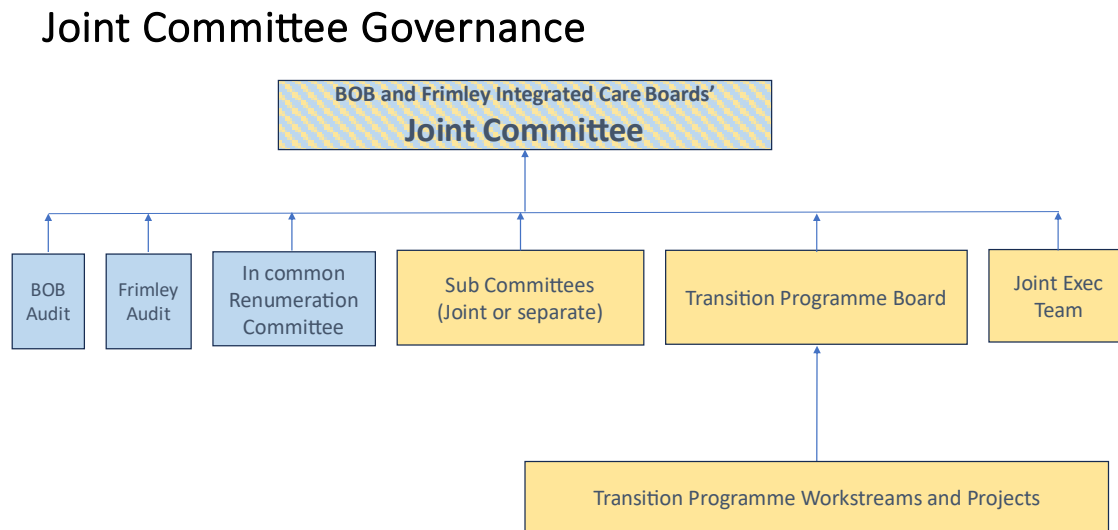 Joint Committee Governance
BOB and Frimley Integrated Care Boards’
Joint Committee
BOB
Audit
Frimley
Audit
In common
Renumeration
Committee
Sub Committees
(Joint or separate)
Transition Programme Board
Joint Exec
Team
Transition Programme Workstreams and Projects